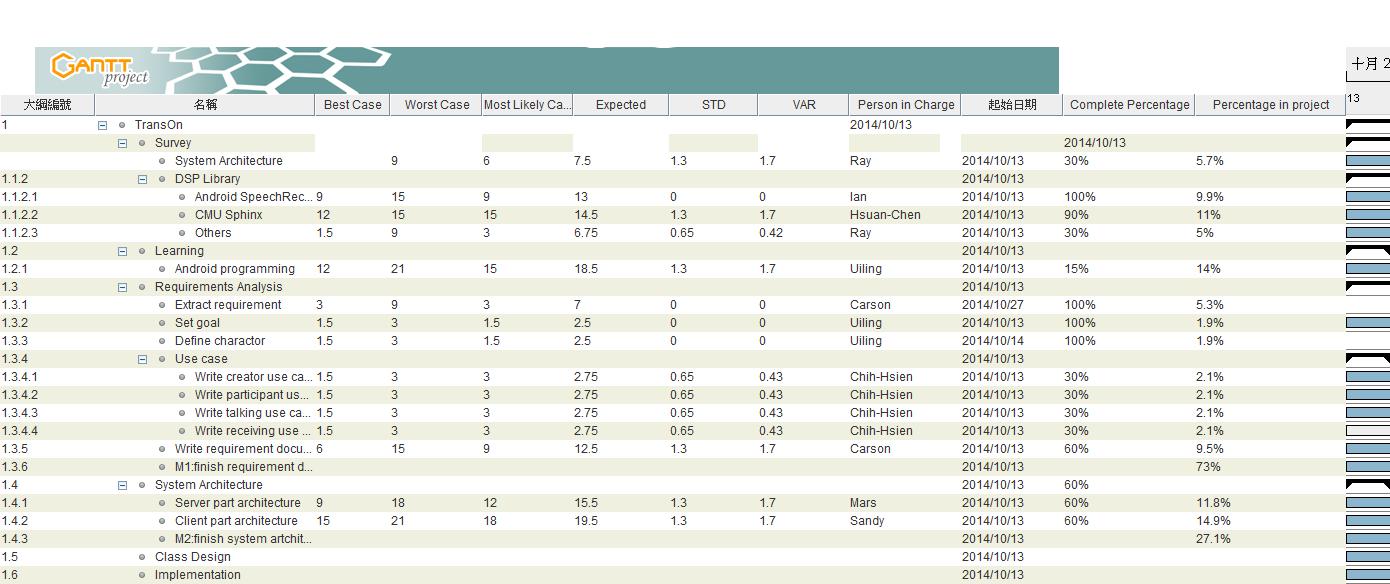 GANTT
project
十月 2
13
大綱編號 名稱 Best Case Worst Case Most Likely Ca... Expected STD VAR Person in Charge 起始日期 Complete Percentage Percentage in project
1 TransOn 2014/10/13
Survey 2014/10/13
System Architecture 9 6 7.5 1.3 1.7 Ray 2014/10/13 30% 5.7%
1.1.2 DSP Library 2014/10/13
1.1.2.1 Android SpeechRec... 9 15 9 13 0 0 Ian 2014/10/13 100% 9.9%
1.1.2.2 CMU Sphinx 12 15 15 14.5 1.3 1.7 Hsuan-Chen 2014/10/13 90% 11%
1.1.2.3 Others 1.5 9 3 6.75 0.65 0.42 Ray 2014/10/13 30% 5%
1.2 Learning 2014/10/13
1.2.1 Android programming 12 21 15 18.5 1.3 1.7 Uiling 2014/10/13 15% 14%
1.3 Requirements Analysis 2014/10/13
1.3.1 Extract requirement 3 9 3 7 0 0 Carson 2014/10/27 100% 5.3%
1.3.2 Set goal 1.5 3 1.5 2.5 0 0 Uiling 2014/10/13 100% 1.9%
1.3.3 Define charactor 1.5 3 1.5 2.5 0 0 Uiling 2014/10/14 100% 1.9%
1.3.4 Use case 2014/10/13
1.3.4.1 Write creator use ca... 1.5 3 3 2.75 0.65 0.43 Chih-Hsien 2014/10/13 30% 2.1%
1.3.4.2 Write participant us... 1.5 3 3 2.75 0.65 0.43 Chih-Hsien 2014/10/13 30% 2.1%
1.3.4.3 Write talking use ca... 1.5 3 3 2.75 0.65 0.43 Chih-Hsien 2014/10/13 30% 2.1%
1.3.4.4 Write receiving use ... 1.5 3 3 2.75 0.65 0.43 Chih-Hsien 2014/10/13 30% 2.1%
1.3.5 Write requirement docu... 6 15 9 12.5 1.3 1.7 Carson 2014/10/13 60% 9.5%
1.3.6 M1:finish requirement d... 2014/10/13 73%
1.4 System Architecture 2014/10/13 60%
1.4.1 Server part architecture 9 18 12 15.5 1.3 1.7 Mars 2014/10/13 60% 11.8%
1.4.2 Client part architecture 15 21 18 19.5 1.3 1.7 Sandy 2014/10/13 60% 14.9%
1.4.3 M2:finish system artchit... 2014/10/13 27.1%
1.5 Class Design 2014/10/13
1.6 Implementation 2014/10/13